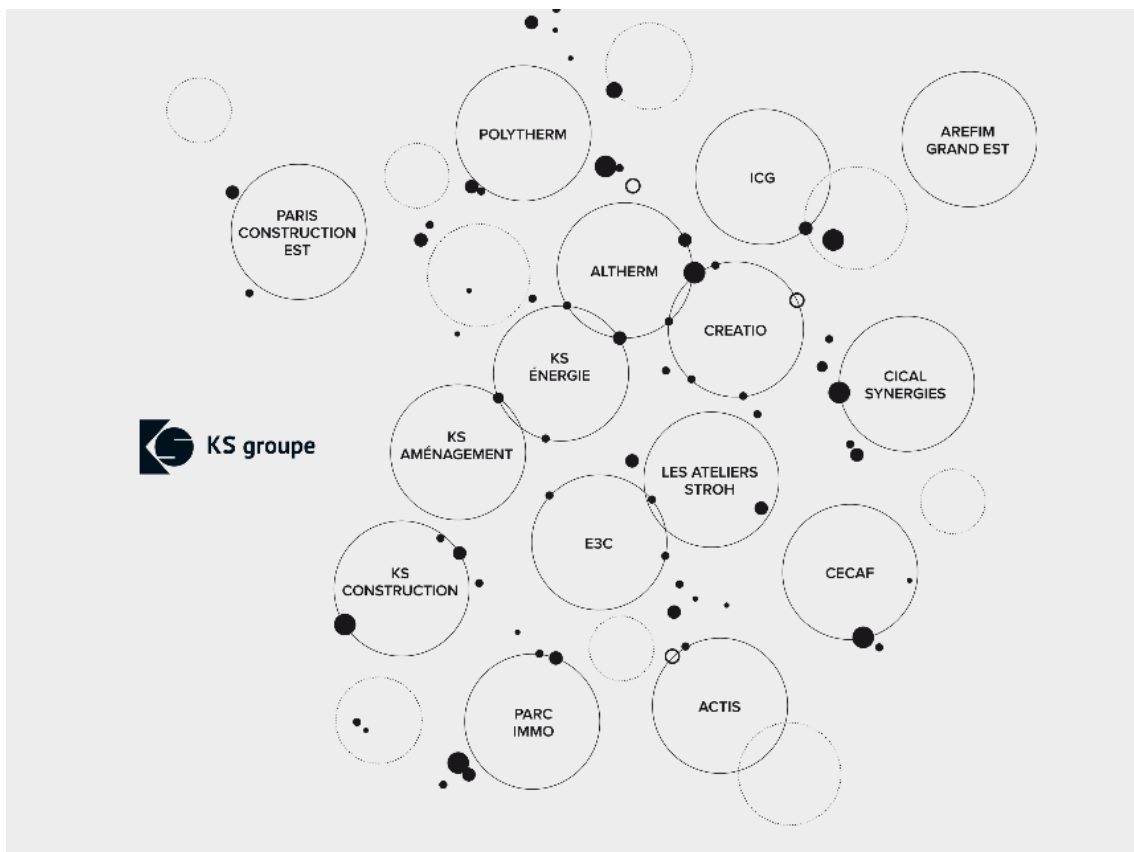 POLYTHERM
AREFIM
GRAND EST
ICG
PARIS
CONSTRUCTION
EST
ALTHERM
CREATIO
KS
ÉNERGIE
CICAL
SYNERGIES
KS groupe
KS
AMÉNAGEMENT
LES ATELIERS
STROH
E3C
CECAF
KS
CONSTRUCTION
PARC
IMMO
ACTIS